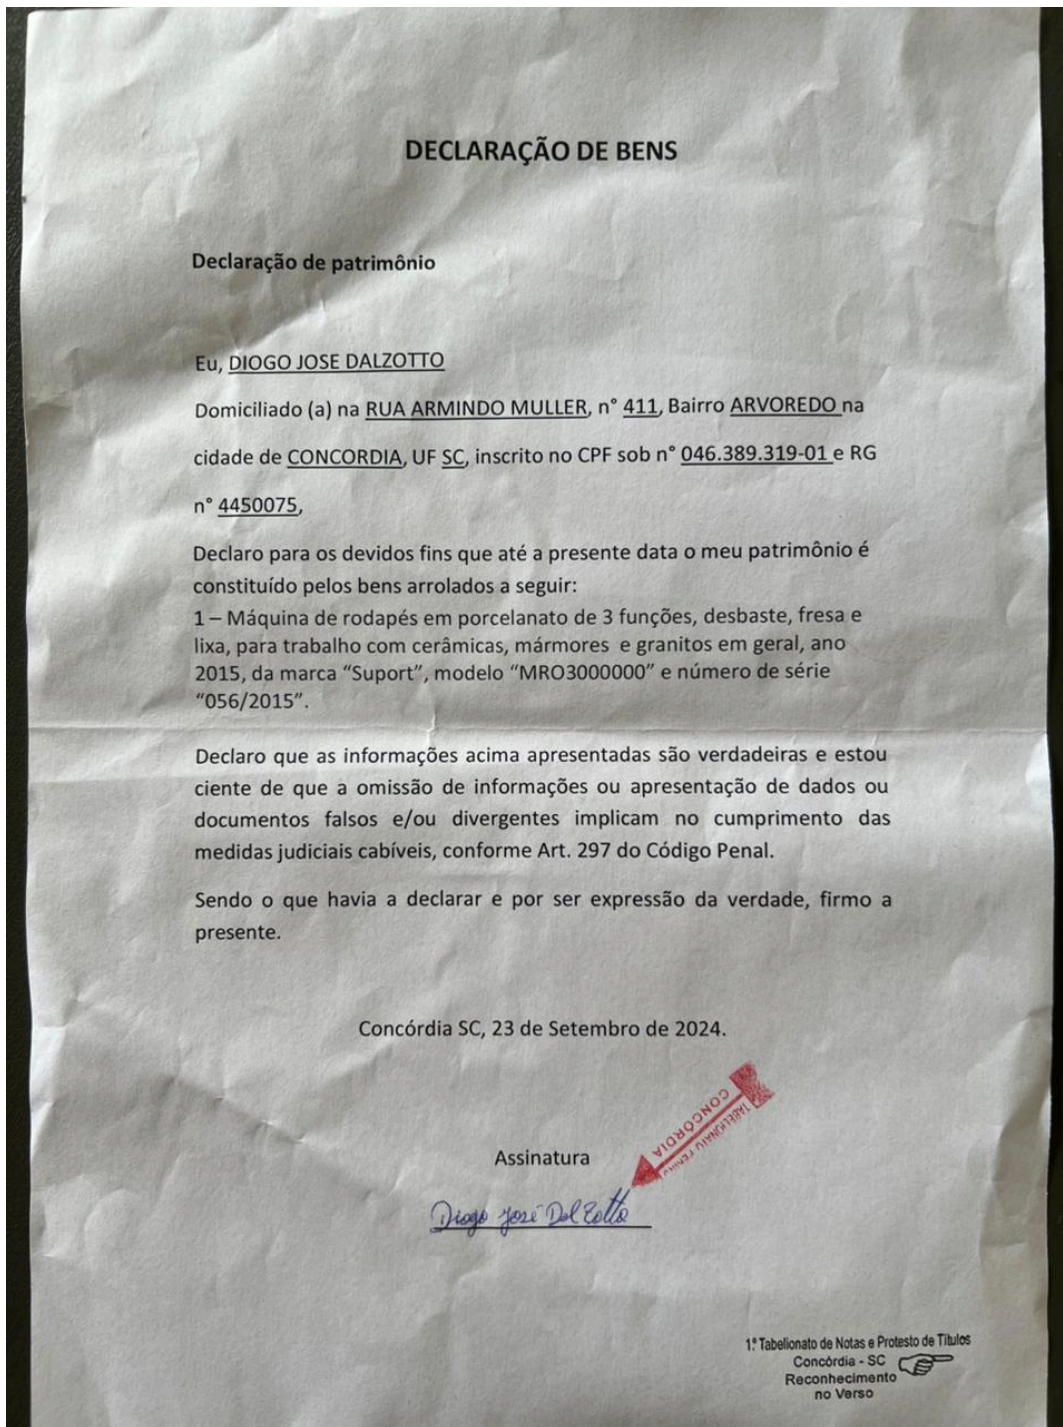 DECLARAÇÃO DE BENS
Declaração de patrimônio
Eu, DIOGO JOSE DALZOTTO
Domiciliado (a) na RUA ARMINDO MULLER, n° 411, Bairro ARVOREDO na
cidade de CONCORDIA, UF SC, inscrito no CPF sob n° 046.389.319-01 e RG
n° 4450075,
Declaro para os devidos fins que até a presente data o meu patrimônio é
constituído pelos bens arrolados a seguir:
1 – Máquina de rodapés em porcelanato de 3 funções, desbaste, fresa e
lixa, para trabalho com cerâmicas, mármores e granitos em geral, ano
2015, da marca “Suport”, modelo “MRO3000000” e número de série
“056/2015”.
Declaro que as informações acima apresentadas são verdadeiras e estou
ciente de que a omissão de informações ou apresentação de dados ou
documentos falsos e/ou divergentes implicam no cumprimento das
medidas judiciais cabíveis, conforme Art. 297 do Código Penal.
Sendo o que havia a declarar e por ser expressão da verdade, firmo a
presente.
Concórdia SC, 23 de Setembro de 2024.
TABELIONATO
CONCÓRDIA
Assinatura
Diogo José Dal Zotto
1º Tabelionato de Notas e Protesto de Títulos
Concórdia - SC
Reconhecimento
no Verso